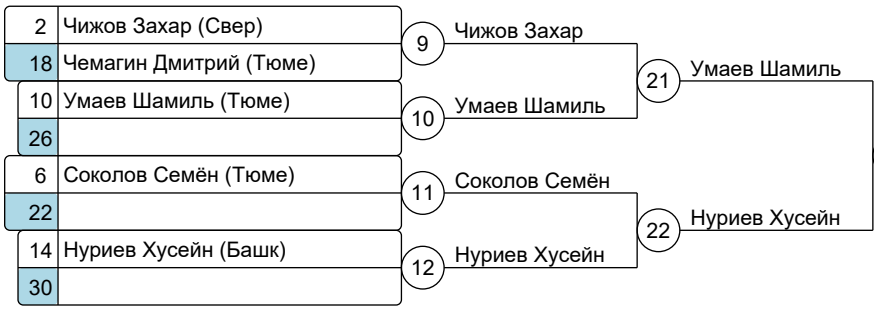 2 Чижов Захар (Свер)
18 Чемагин Дмитрий (Тюме)
9 Чижов Захар
10 Умаев Шамиль (Тюме)
26
10 Умаев Шамиль
21 Умаев Шамиль
6 Соколов Семён (Тюме)
22
11 Соколов Семён
14 Нуриев Хусейн (Башк)
30
12 Нуриев Хусейн
22 Нуриев Хусейн